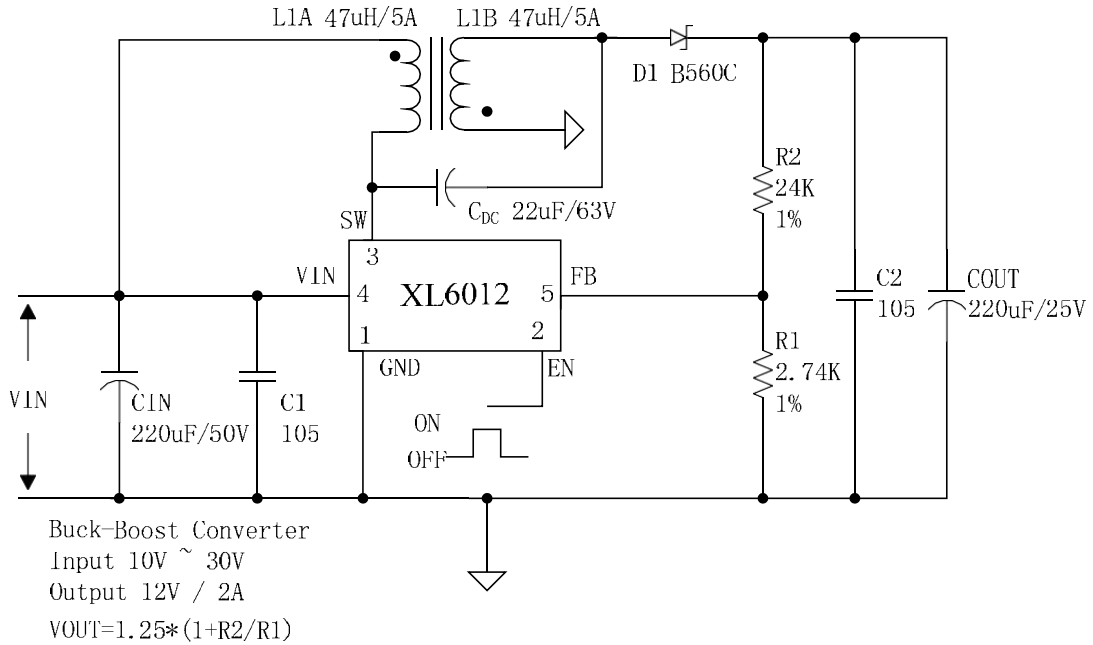 L1A 47uH/5A
L1B 47uH/5A
D1 B560C
R2
24K
1%
CDC 22uF/63V
SW
3
VIN
4
XL6012
5
FB
C2
105
COUT
220uF/25V
1
2
GND
EN
R1
2.74K
1%
VIN
CIN
220uF/50V
C1
105
ON
OFF
Buck-Boost Converter
Input 10V ~ 30V
Output 12V / 2A
VOUT=1.25*(1+R2/R1)